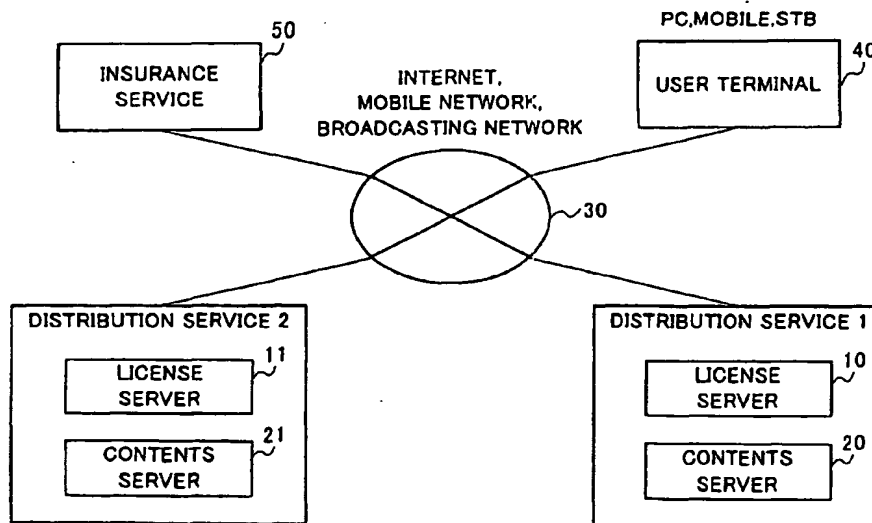 50
INSURANCE
SERVICE
INTERNET,
MOBILE NETWORK,
BROADCASTING NETWORK
PC,MOBILE,STB
40
USER TERMINAL
30
DISTRIBUTION SERVICE 2
11
LICENSE
SERVER
21
CONTENTS
SERVER
DISTRIBUTION SERVICE 1
10
LICENSE
SERVER
20
CONTENTS
SERVER